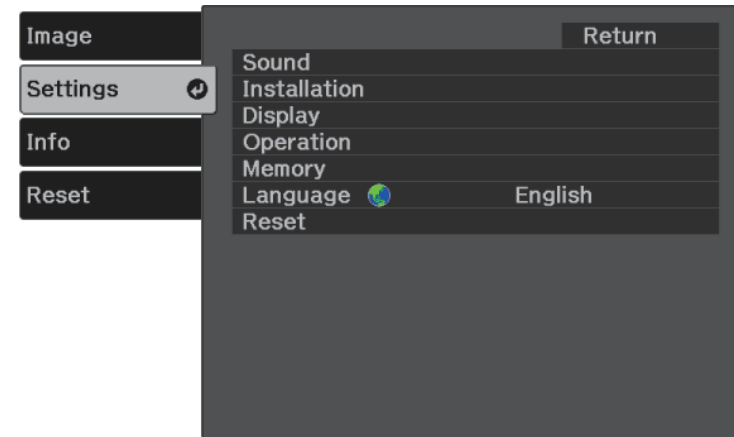 Image
Settings
Info
Reset
Return
Sound
Installation
Display
Operation
Memory
Language English
Reset